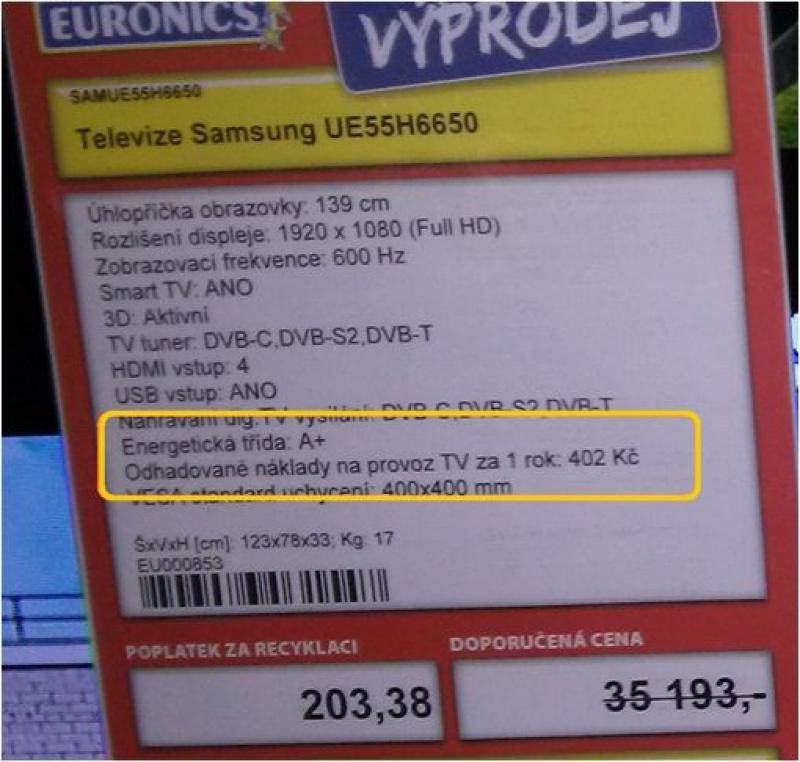 EURONICS
VÝPRODEJ
SAMUE55H6650
Televize Samsung UE55H6650
Úhlopříčka obrazovky: 139 cm
Rozlišení displeje: 1920 x 1080 (Full HD)
Zobrazovací frekvence: 600 Hz
Smart TV: ANO
3D: Aktivní
TV tuner: DVB-C,DVB-S2,DVB-T
HDMI vstup: 4
USB vstup: ANO
Nahrávání dig.TV vysílání: DVB-C,DVB-S2,DVB-T
Energetická třída: A+
Odhadované náklady na provoz TV za 1 rok: 402 Kč
VESA standard uchycení: 400x400 mm
ŠxVxH [cm]: 123x78x33; Kg: 17
EU000853
POPLATEK ZA RECYKLACI
203,38
DOPORUČENÁ CENA
35 193,-